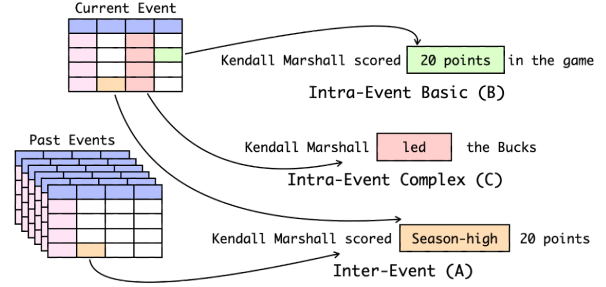 Current Event
Kendall Marshall scored 20 points in the game
Intra-Event Basic (B)
Past Events
Kendall Marshall led the Bucks
Intra-Event Complex (C)
Kendall Marshall scored Season-high 20 points
Inter-Event (A)